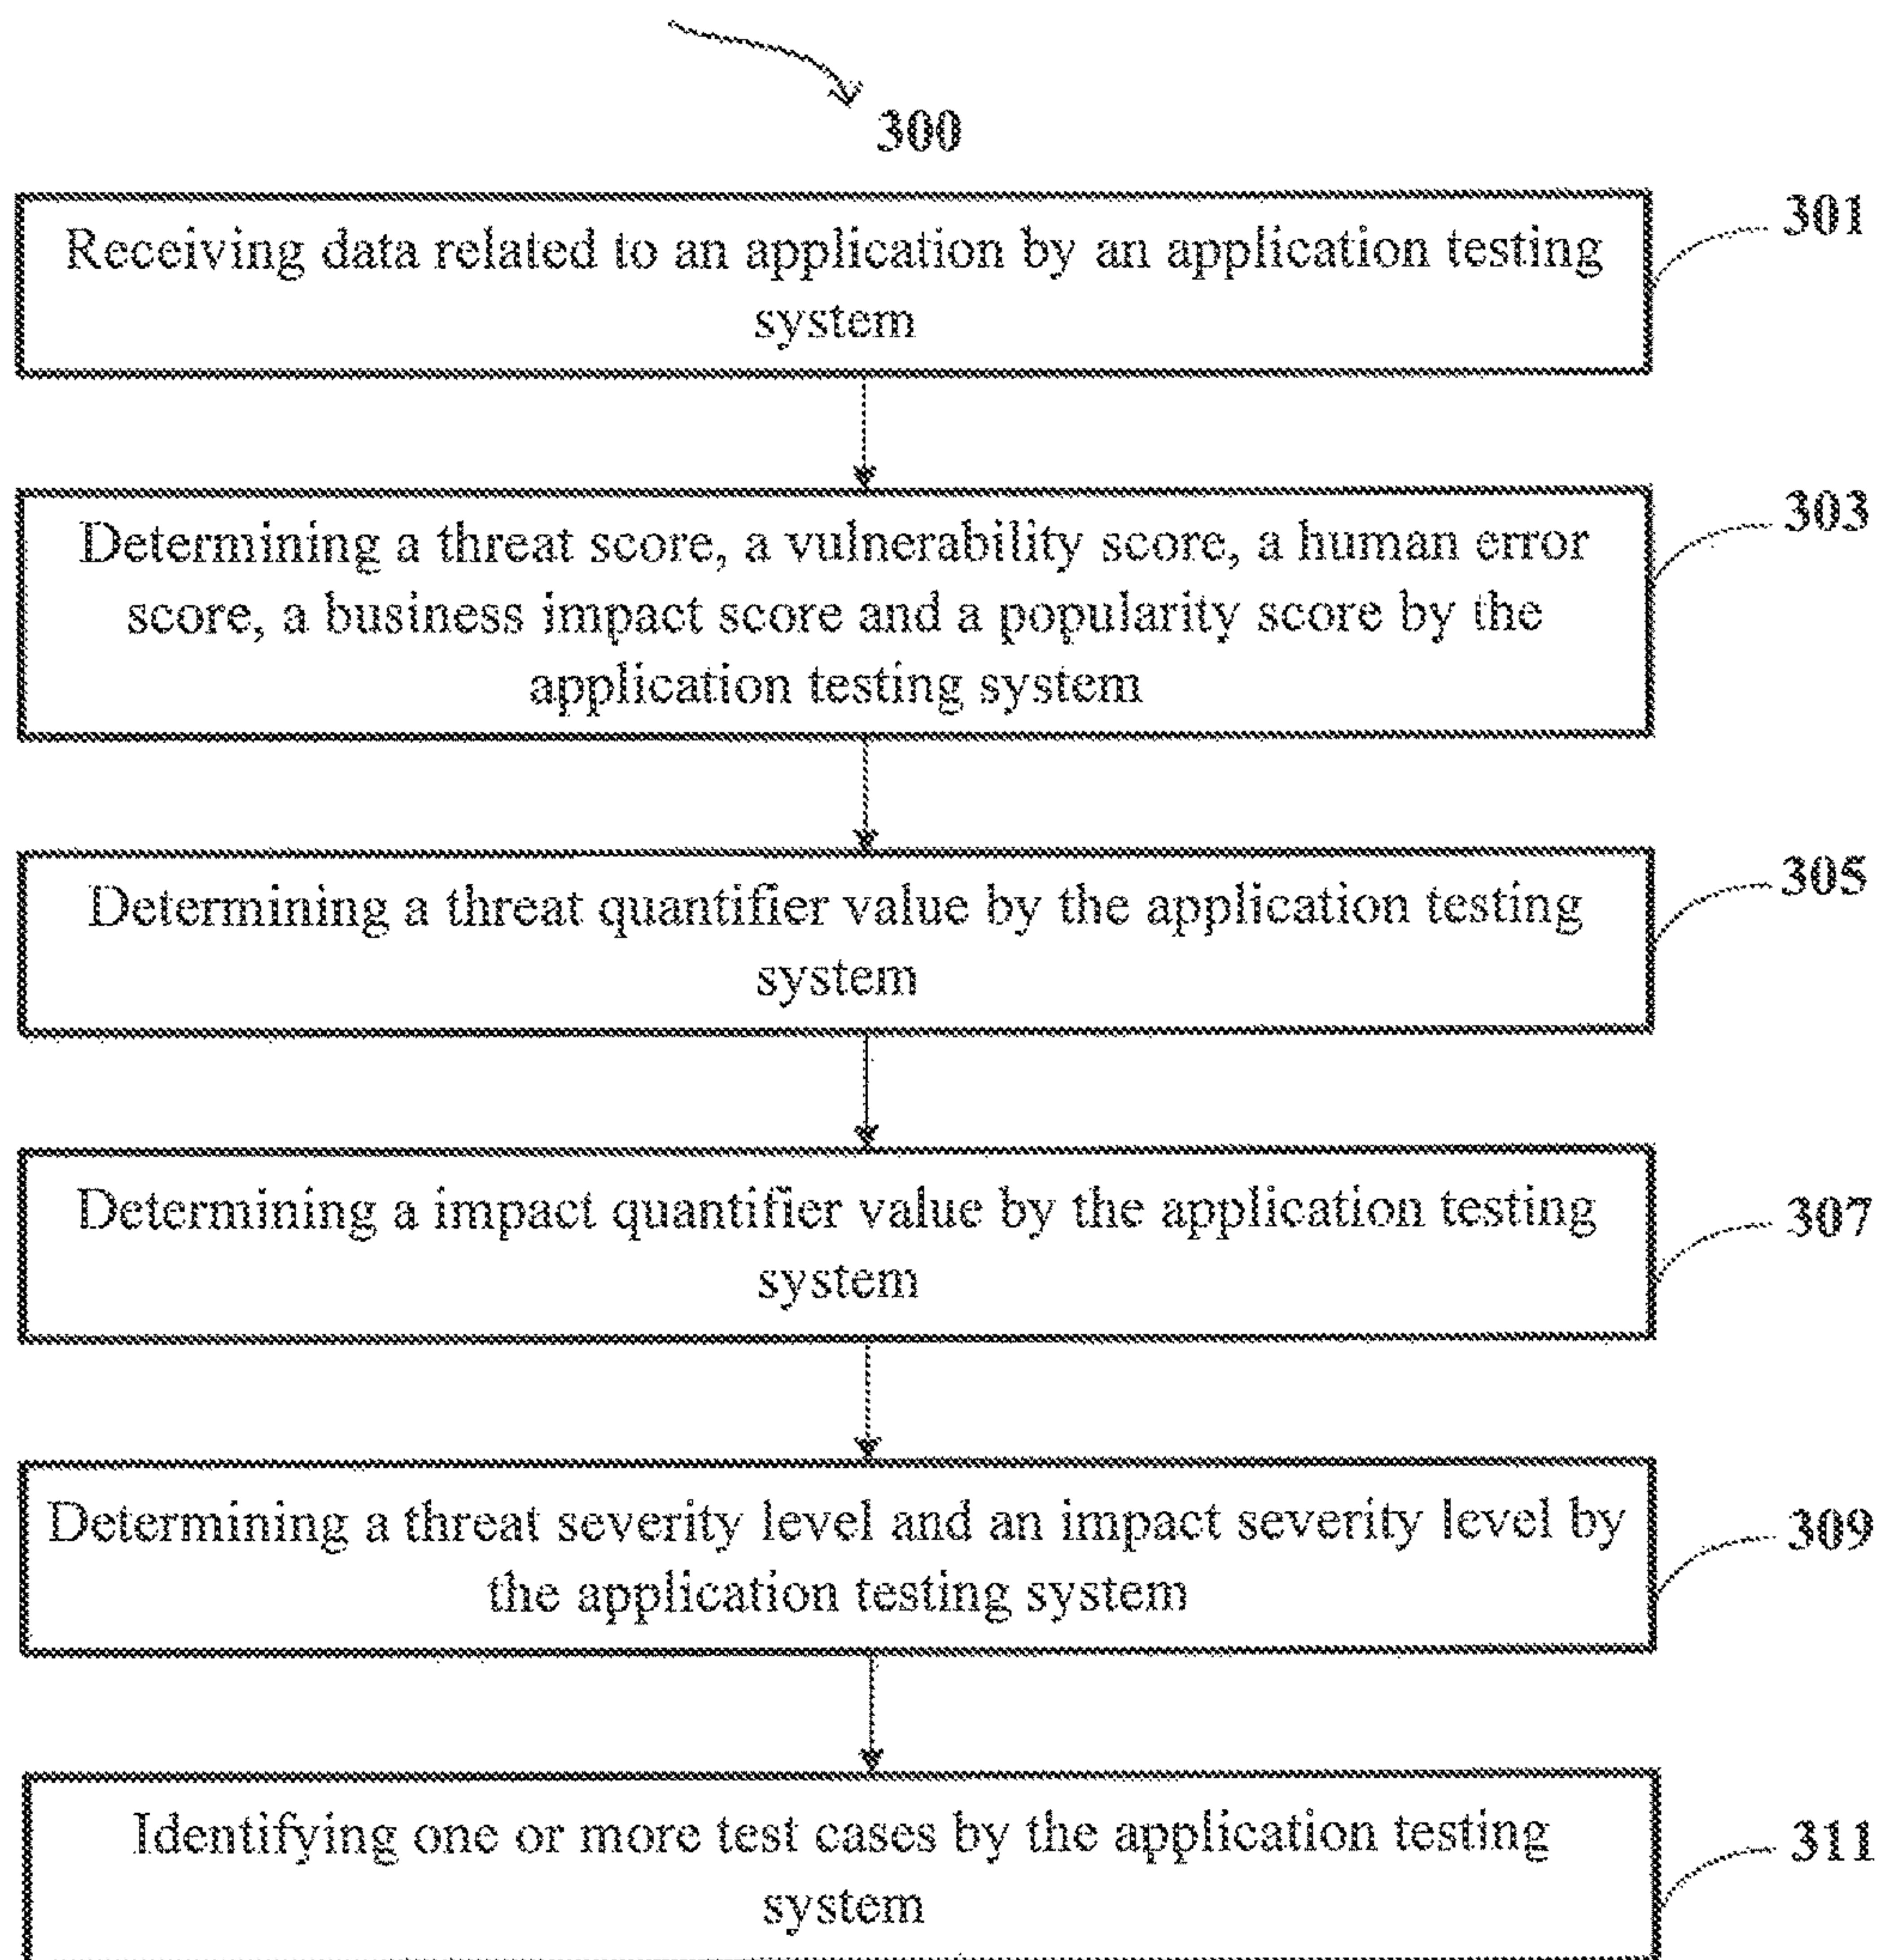 300
Receiving data related to an application by an application testing
system
301
Determining a threat score, a vulnerability score, a human error
score, a business impact score and a popularity score by the
application testing system
303
Determining a threat quantifier value by the application testing
system
305
Determining a impact quantifier value by the application testing
system
307
Determining a threat severity level and an impact severity level by
the application testing system
309
Identifying one or more test cases by the application testing
system
311